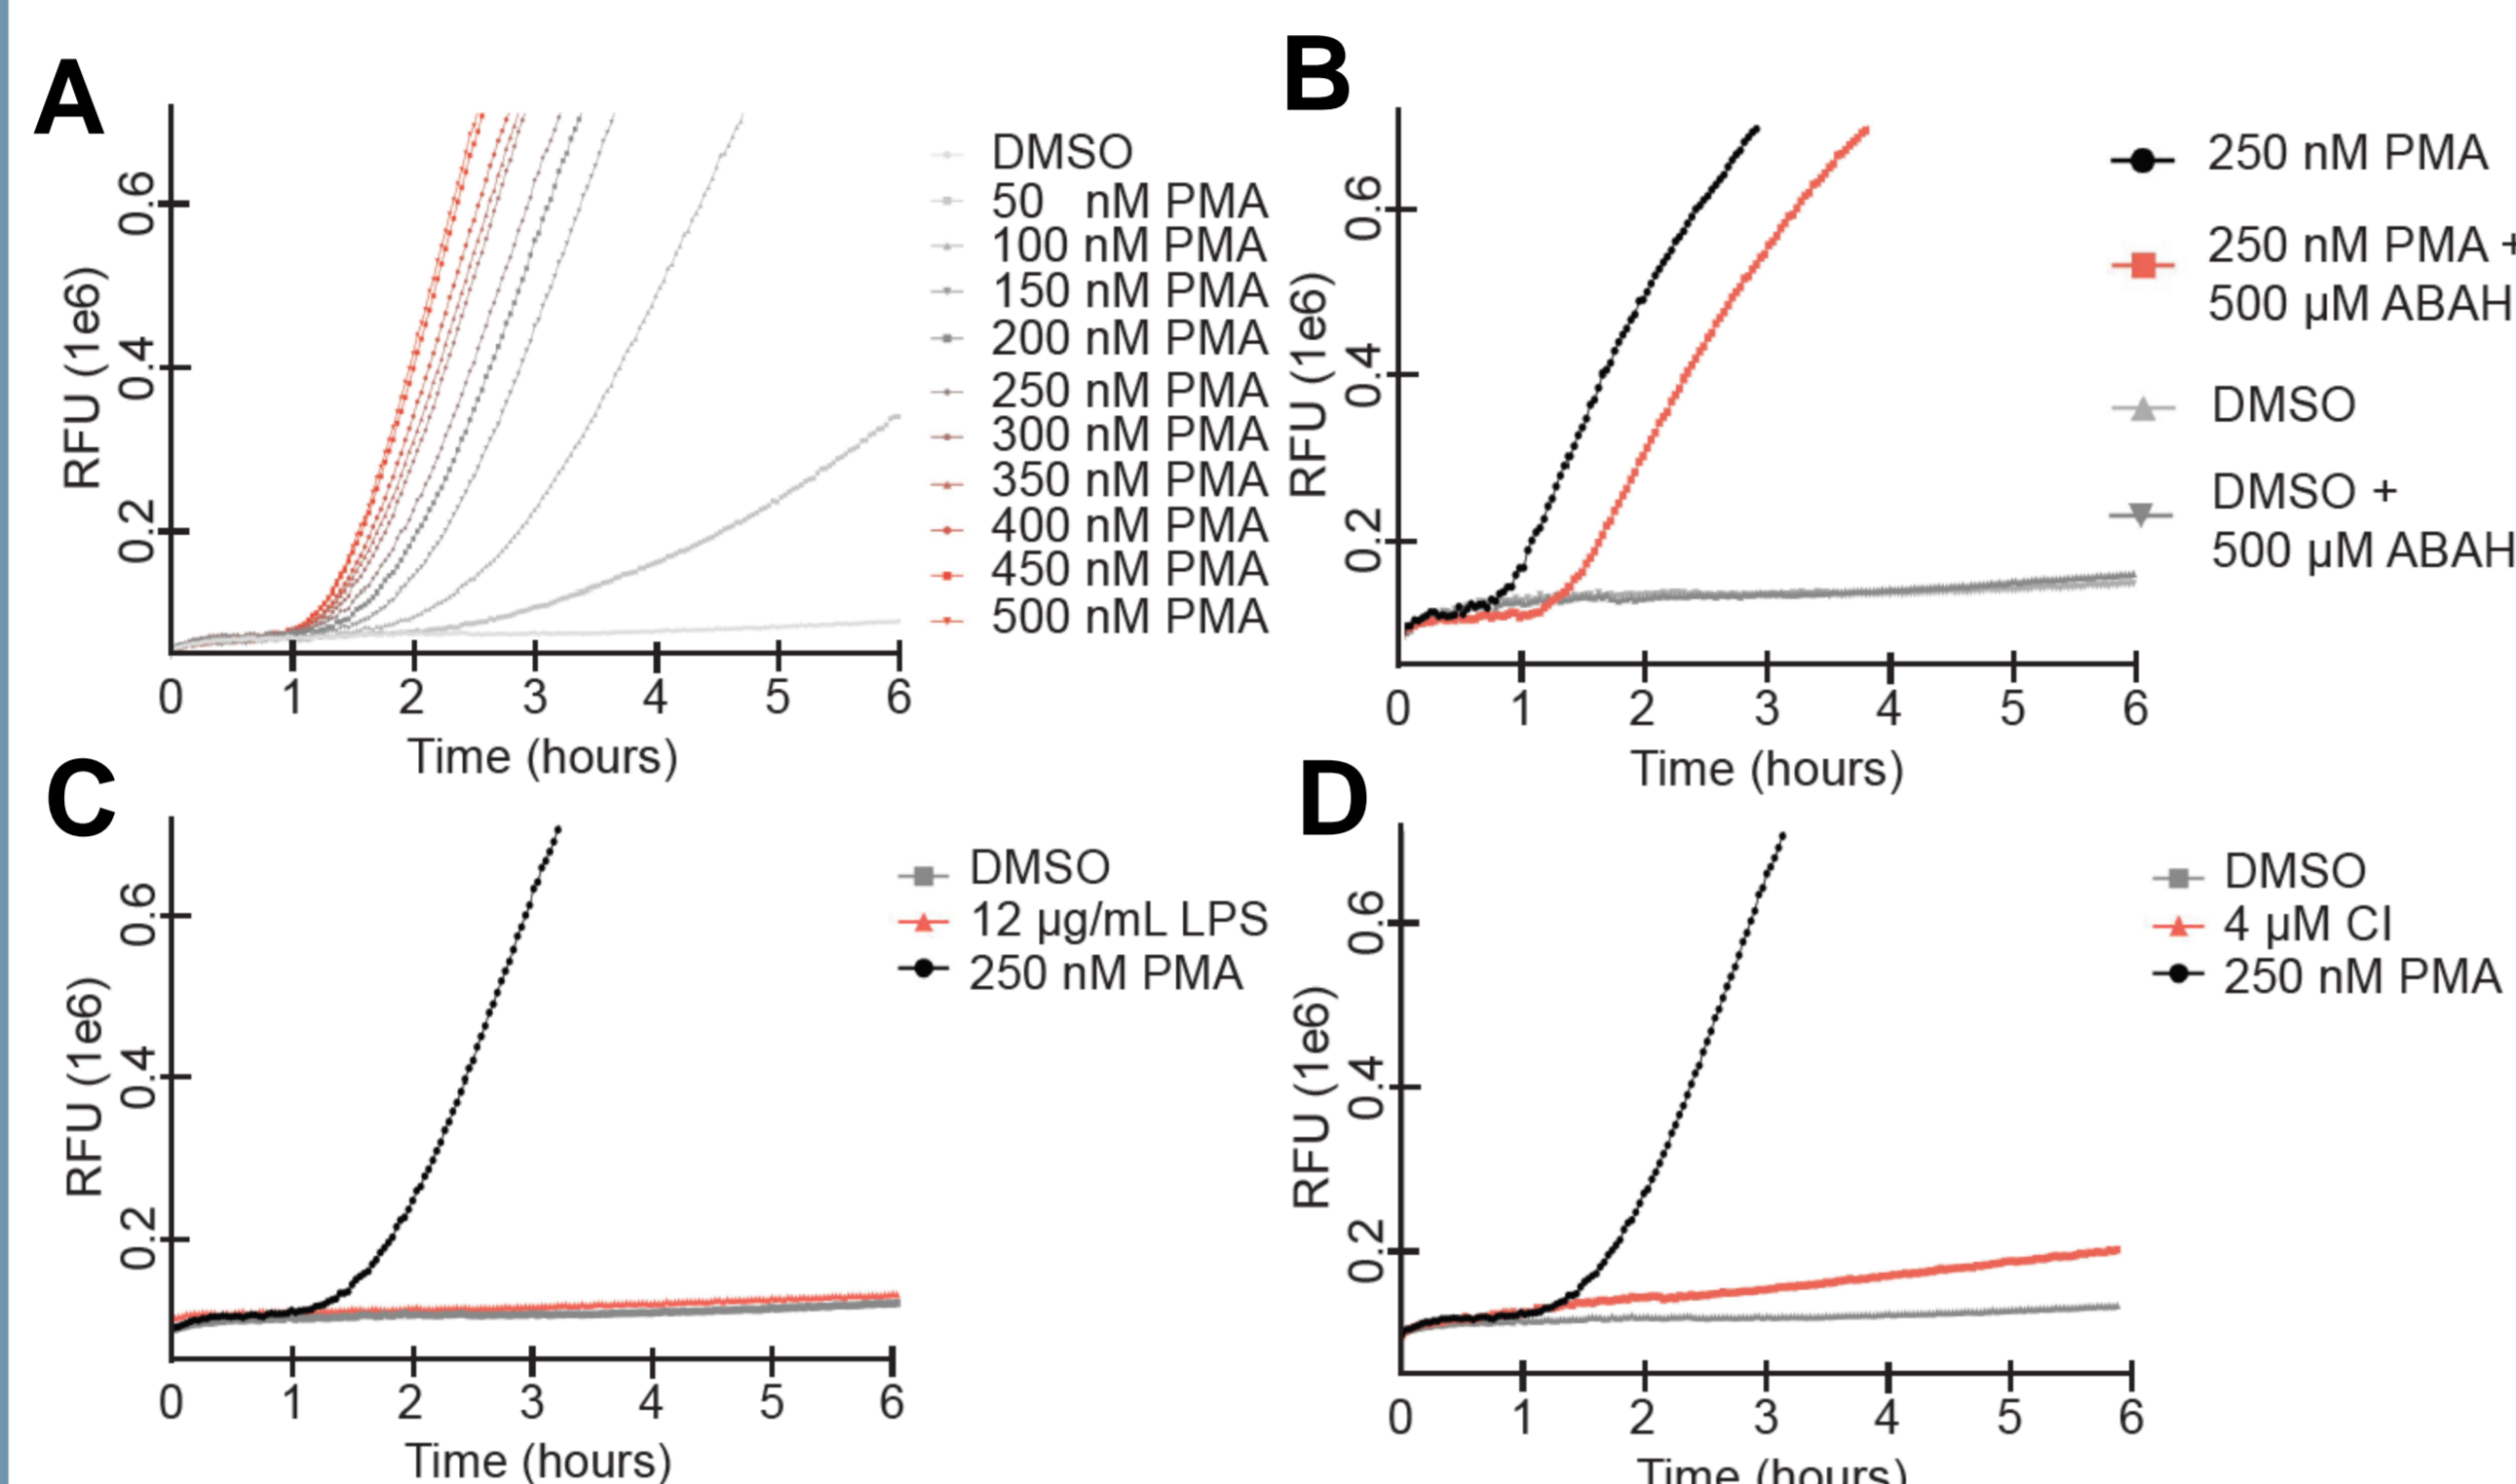 A
RFU (1e6)
0.6
0.4
0.2
0 1 2 3 4 5 6
Time (hours)
DMSO
50 nM PMA
100 nM PMA
150 nM PMA
200 nM PMA
250 nM PMA
300 nM PMA
350 nM PMA
400 nM PMA
450 nM PMA
500 nM PMA
B
RFU (1e6)
0.6
0.4
0.2
0 1 2 3 4 5 6
Time (hours)
250 nM PMA
250 nM PMA +
500 µM ABAH
DMSO
DMSO +
500 µM ABAH
C
RFU (1e6)
0.6
0.4
0.2
0 1 2 3 4 5 6
Time (hours)
DMSO
12 µg/mL LPS
250 nM PMA
D
RFU (1e6)
0.6
0.4
0.2
0 1 2 3 4 5 6
Time (hours)
DMSO
4 µM CI
250 nM PMA